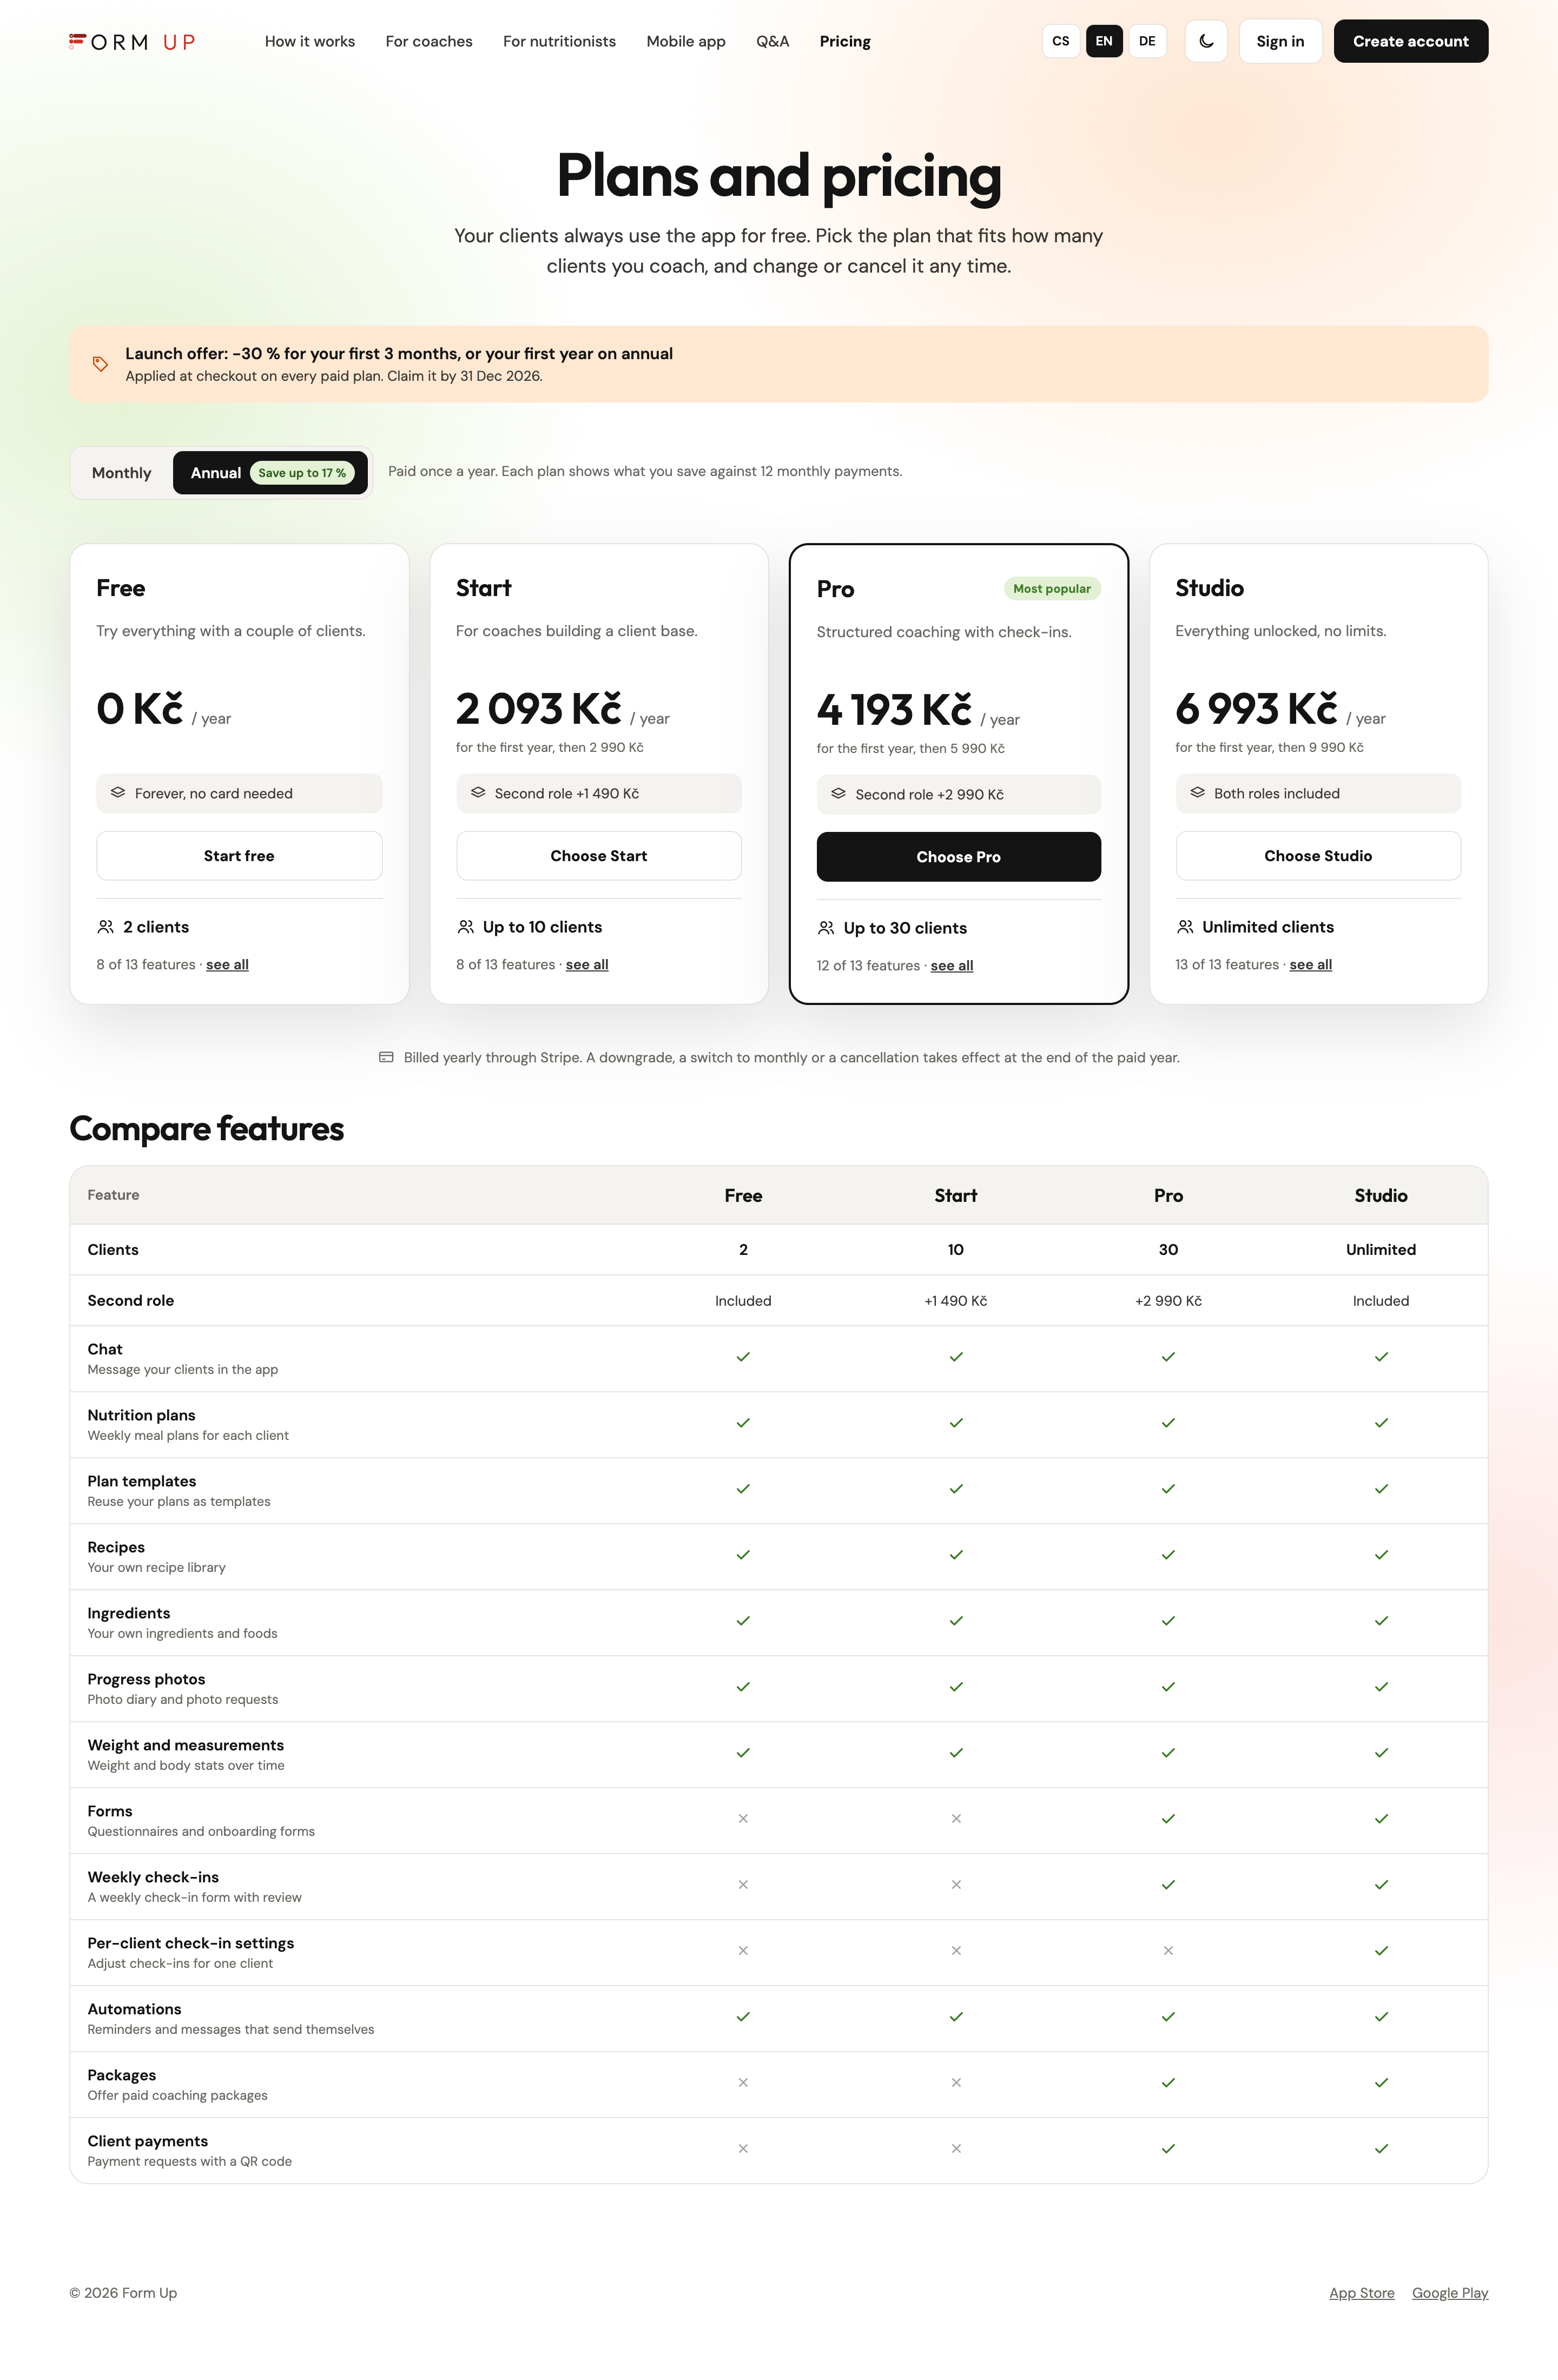 FORM UP
How it works
For coaches
For nutritionists
Mobile app
Q&A
Pricing
CS
EN
DE
Sign in
Create account
Plans and pricing
Your clients always use the app for free. Pick the plan that fits how many
clients you coach, and change or cancel it any time.
Launch offer: -30 % for your first 3 months, or your first year on annual
Applied at checkout on every paid plan. Claim it by 31 Dec 2026.
Monthly
Annual
Save up to 17 %
Paid once a year. Each plan shows what you save against 12 monthly payments.
Free
Try everything with a couple of clients.
0 Kč / year
Forever, no card needed
Start free
2 clients
8 of 13 features · see all
Start
For coaches building a client base.
2 093 Kč / year
for the first year, then 2 990 Kč
Second role +1 490 Kč
Choose Start
Up to 10 clients
8 of 13 features · see all
Pro
Most popular
Structured coaching with check-ins.
4 193 Kč / year
for the first year, then 5 990 Kč
Second role +2 990 Kč
Choose Pro
Up to 30 clients
12 of 13 features · see all
Studio
Everything unlocked, no limits.
6 993 Kč / year
for the first year, then 9 990 Kč
Both roles included
Choose Studio
Unlimited clients
13 of 13 features · see all
Billed yearly through Stripe. A downgrade, a switch to monthly or a cancellation takes effect at the end of the paid year.
Compare features
Feature Free Start Pro Studio
Clients 2 10 30 Unlimited
Second role Included +1 490 Kč +2 990 Kč Included
Chat
Message your clients in the app
Nutrition plans
Weekly meal plans for each client
Plan templates
Reuse your plans as templates
Recipes
Your own recipe library
Ingredients
Your own ingredients and foods
Progress photos
Photo diary and photo requests
Weight and measurements
Weight and body stats over time
Forms
Questionnaires and onboarding forms
Weekly check-ins
A weekly check-in form with review
Per-client check-in settings
Adjust check-ins for one client
Automations
Reminders and messages that send themselves
Packages
Offer paid coaching packages
Client payments
Payment requests with a QR code
© 2026 Form Up
App Store
Google Play